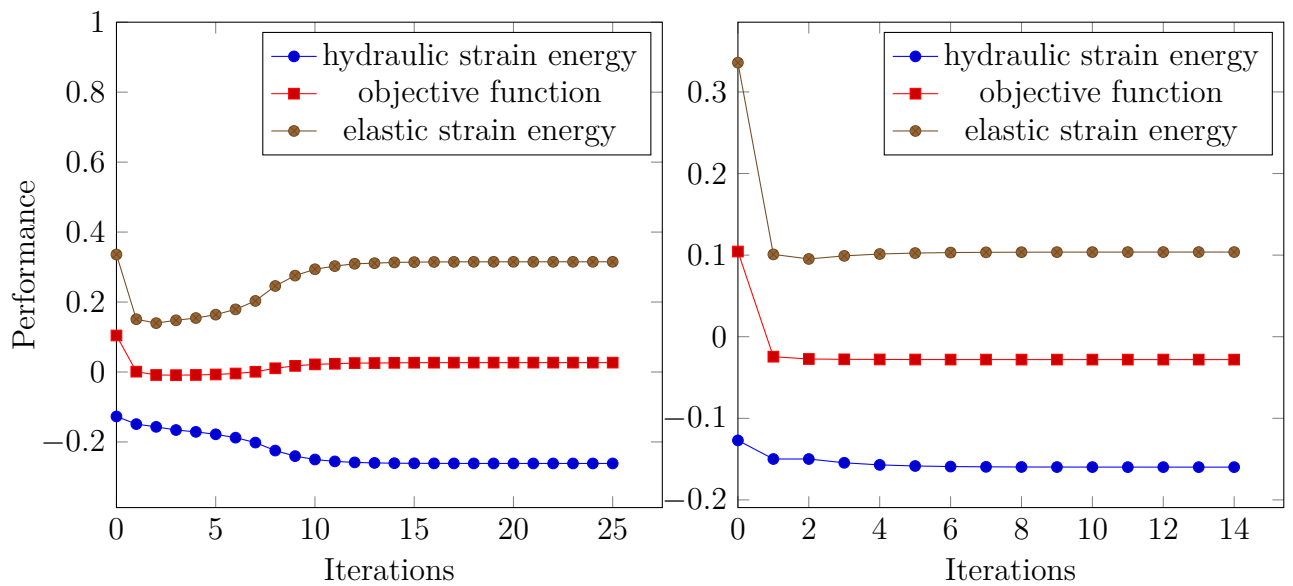 1
0.8
0.6
0.4
0.2
0
−0.2
Performance
0 5 10 15 20 25
Iterations
hydraulic strain energy
objective function
elastic strain energy
0.3
0.2
0.1
0
−0.1
−0.2
0 2 4 6 8 10 12 14
Iterations
hydraulic strain energy
objective function
elastic strain energy